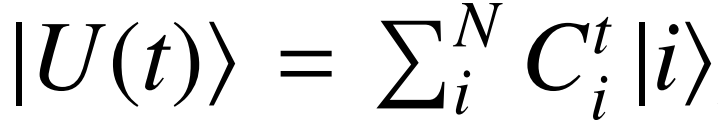 |U(t)⟩ = ∑_i^N C_i^t |i⟩